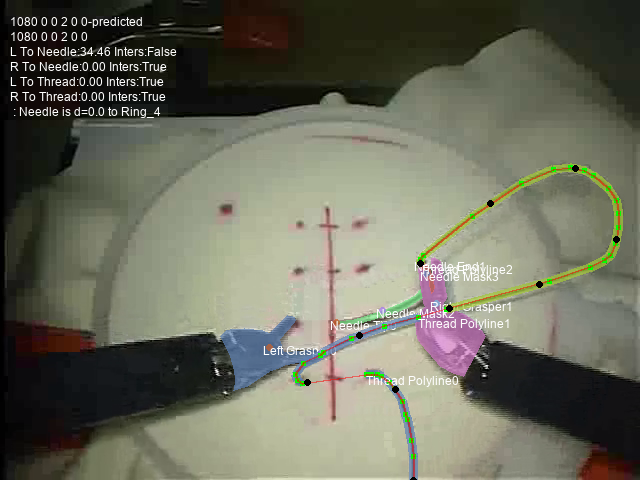 1080 0 0 2 0 0-predicted
1080 0 0 2 0 0
L To Needle:34.46 Inters:False
R To Needle:0.00 Inters:True
L To Thread:0.00 Inters:True
R To Thread:0.00 Inters:True
: Needle is d=0.0 to Ring_4
Needle End1
Thread Polyline2
Needle Mask3
Grasper1
Needle Mask2
Thread Polyline1
Needle
Left
Thread Polyline0